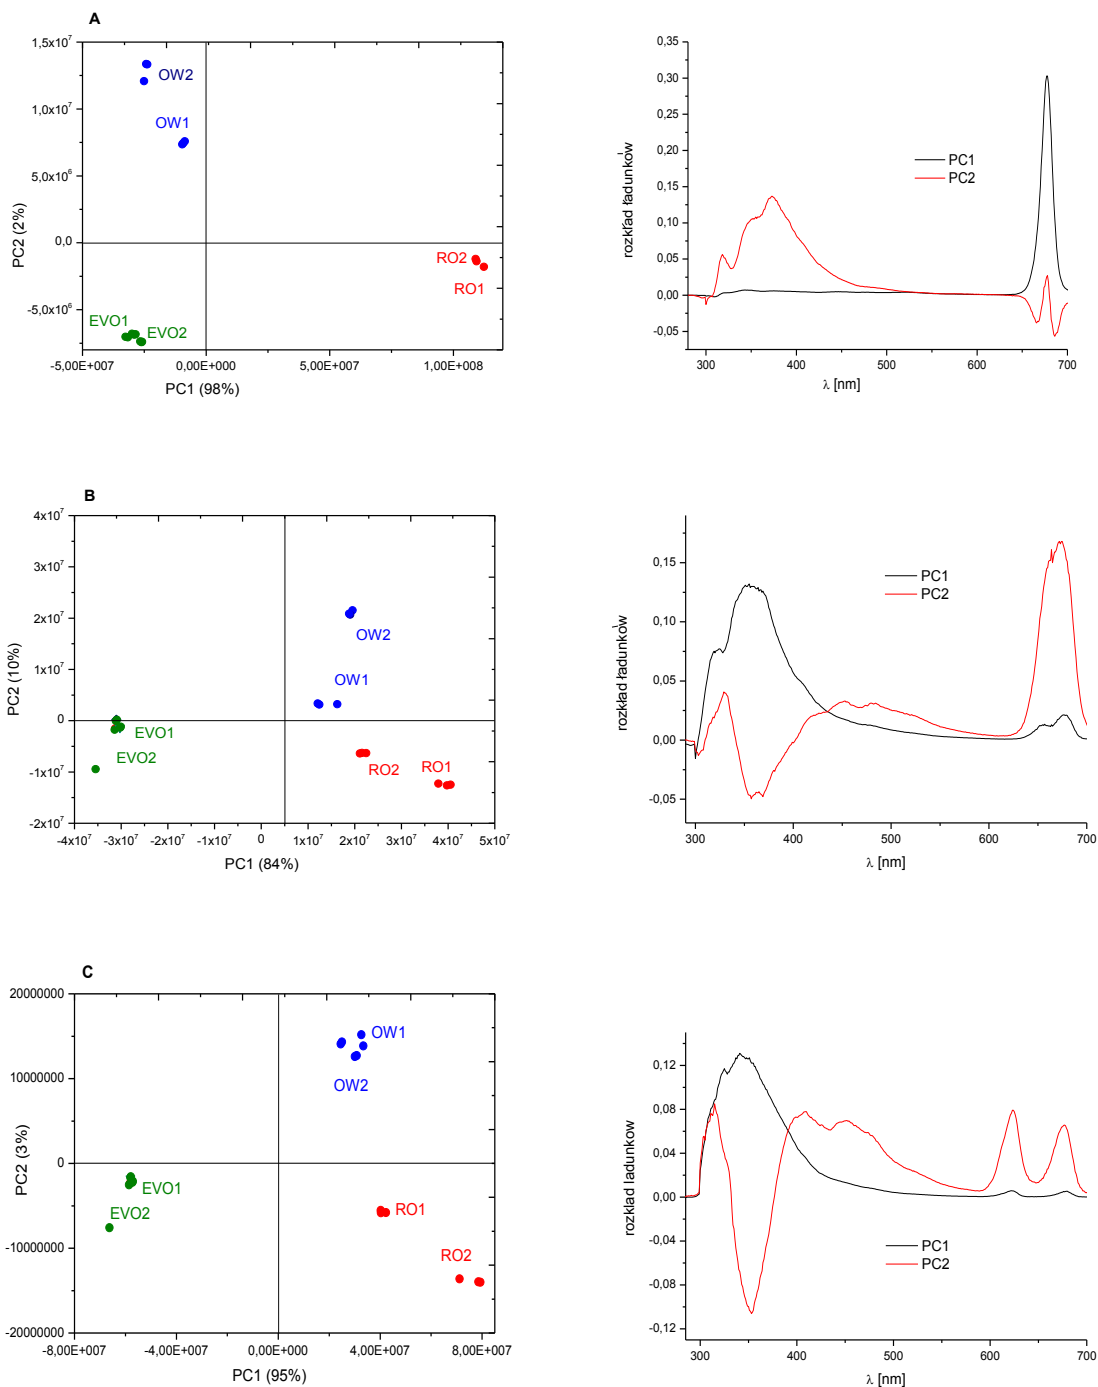 A
1,5x10⁷
1,0x10⁷
5,0x10⁶
0,0
-5,0x10⁶
PC2 (2%)
OW2
OW1
RO2
RO1
EVO1
EVO2
-5,00E+007
0,00E+000
5,00E+007
1,00E+008
PC1 (98%)
0,35
0,30
0,25
0,20
0,15
0,10
0,05
0,00
-0,05
rozkład ładunków
PC1
PC2
300
400
500
600
700
λ [nm]
B
4x10⁷
3x10⁷
2x10⁷
1x10⁷
0
-1x10⁷
-2x10⁷
PC2 (10%)
OW2
OW1
EVO1
EVO2
RO2
RO1
-4x10⁷
-3x10⁷
-2x10⁷
-1x10⁷
0
1x10⁷
2x10⁷
3x10⁷
4x10⁷
5x10⁷
PC1 (84%)
0,15
0,10
0,05
0,00
-0,05
rozkład ładunków
PC1
PC2
300
400
500
600
700
λ [nm]
C
20000000
10000000
0
-10000000
-20000000
PC2 (3%)
OW1
OW2
EVO1
EVO2
RO1
RO2
-8,00E+007
-4,00E+007
0,00E+000
4,00E+007
8,00E+007
PC1 (95%)
0,12
0,08
0,04
0,00
-0,04
-0,08
-0,12
rozklad ladunkow
PC1
PC2
300
400
500
600
700
λ [nm]